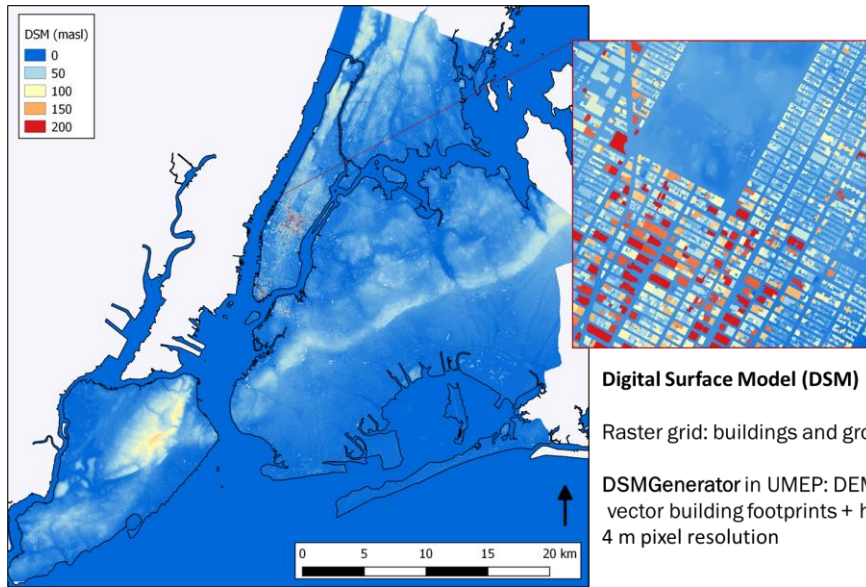 DSM (masl)
0
50
100
150
200
0 5 10 15 20 km
Digital Surface Model (DSM)
Raster grid: buildings and gro
DSMGenerator in UMEP: DEM
vector building footprints + h
4 m pixel resolution